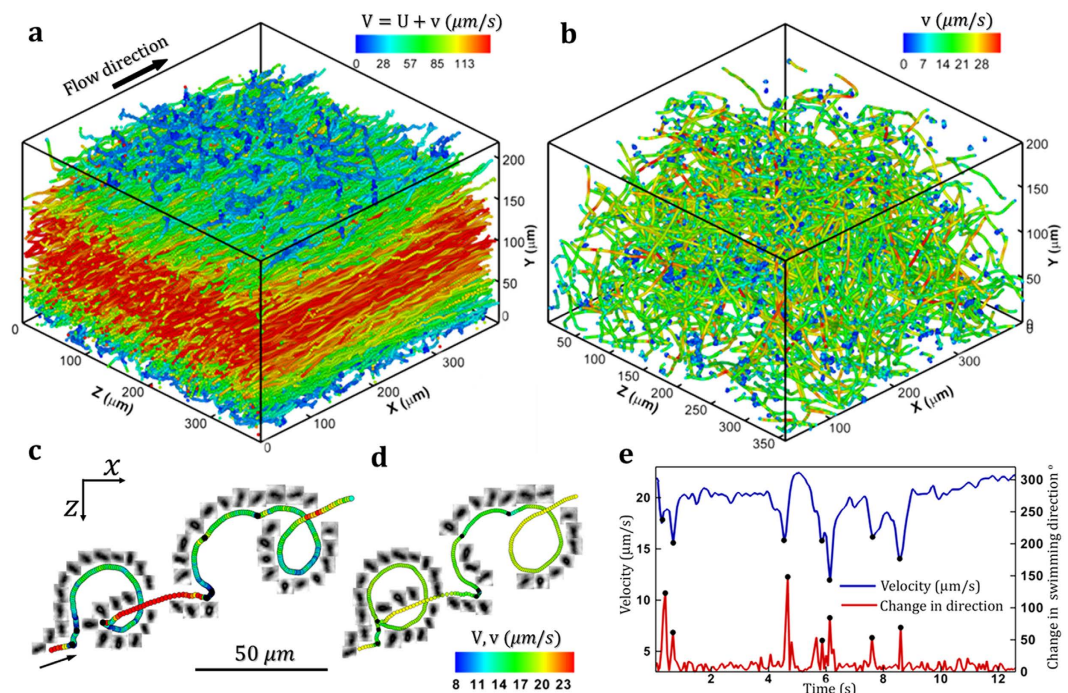 a
V = U + v (μm/s)
0 28 57 85 113
Flow direction
200
150
100
50
0
Y (μm)
0
100
200
300
Z (μm)
0
100
200
300
X (μm)
b
v (μm/s)
0 7 14 21 28
200
150
100
50
0
Y (μm)
50
100
150
200
250
300
350
Z (μm)
100
200
300
0
X (μm)
c
x
z
50 μm
d
V, v (μm/s)
8 11 14 17 20 23
e
Velocity (μm/s)
20
15
10
5
300
250
200
150
100
50
0
Change in swimming direction °
Velocity (μm/s)
Change in direction
2 4 6 8 10 12
Time (s)